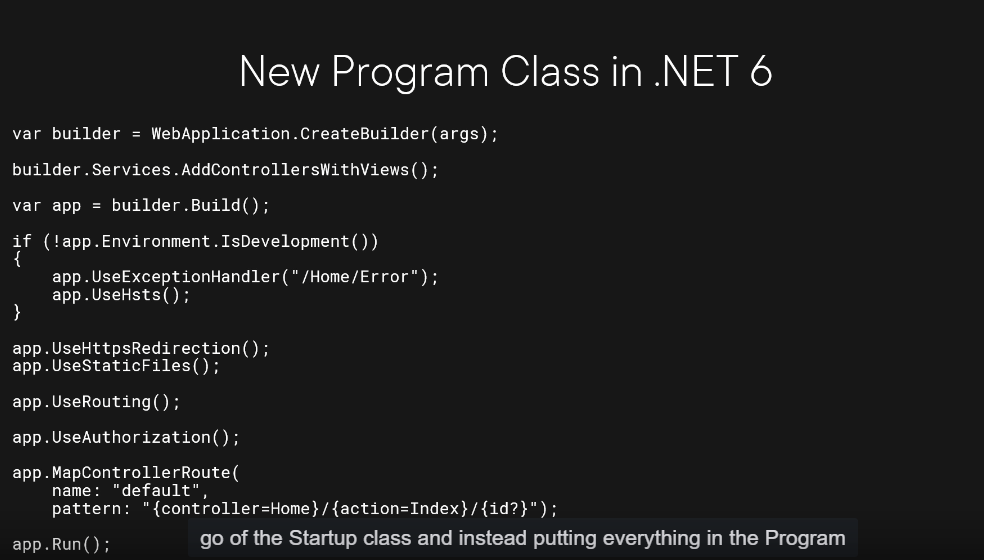 New Program Class in .NET 6
var builder = WebApplication.CreateBuilder(args);
builder.Services.AddControllersWithViews();
var app = builder.Build();
if (!app.Environment.IsDevelopment())
{
    app.UseExceptionHandler("/Home/Error");
    app.UseHsts();
}
app.UseHttpsRedirection();
app.UseStaticFiles();
app.UseRouting();
app.UseAuthorization();
app.MapControllerRoute(
    name: "default",
    pattern: "{controller=Home}/{action=Index}/{id?}");
app.Run();
go of the Startup class and instead putting everything in the Program